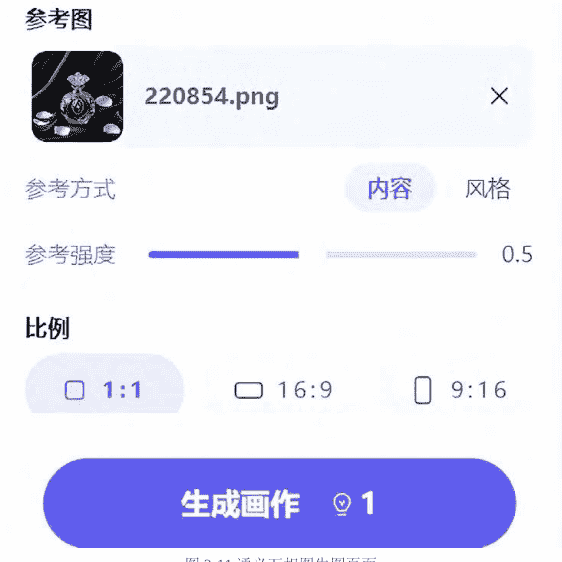 参考图
220854.png
参考方式 内容 风格
参考强度 0.5
比例
1:1 16:9 9:16
生成画作 1